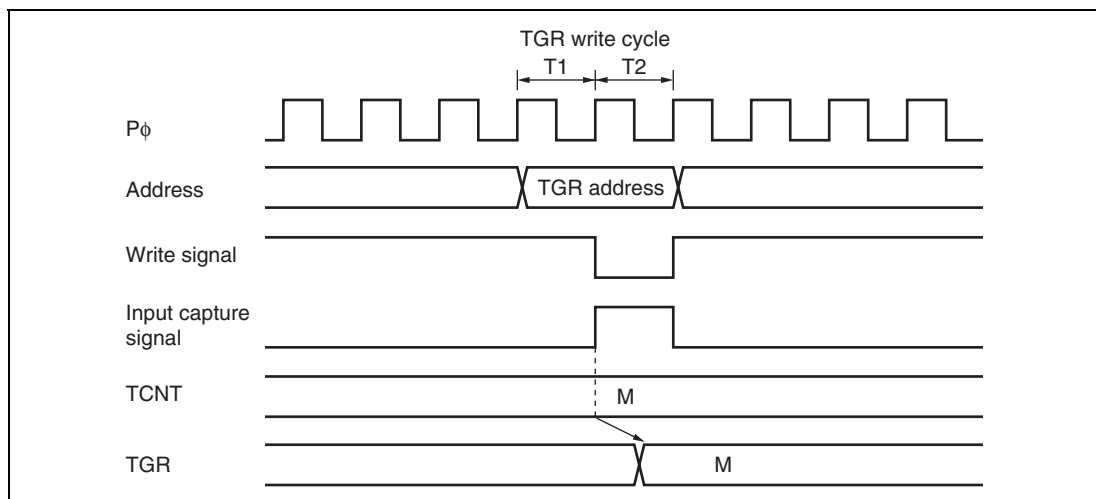 TGR write cycle
T1 T2
Pϕ
Address
TGR address
Write signal
Input capture
signal
TCNT
M
TGR
M